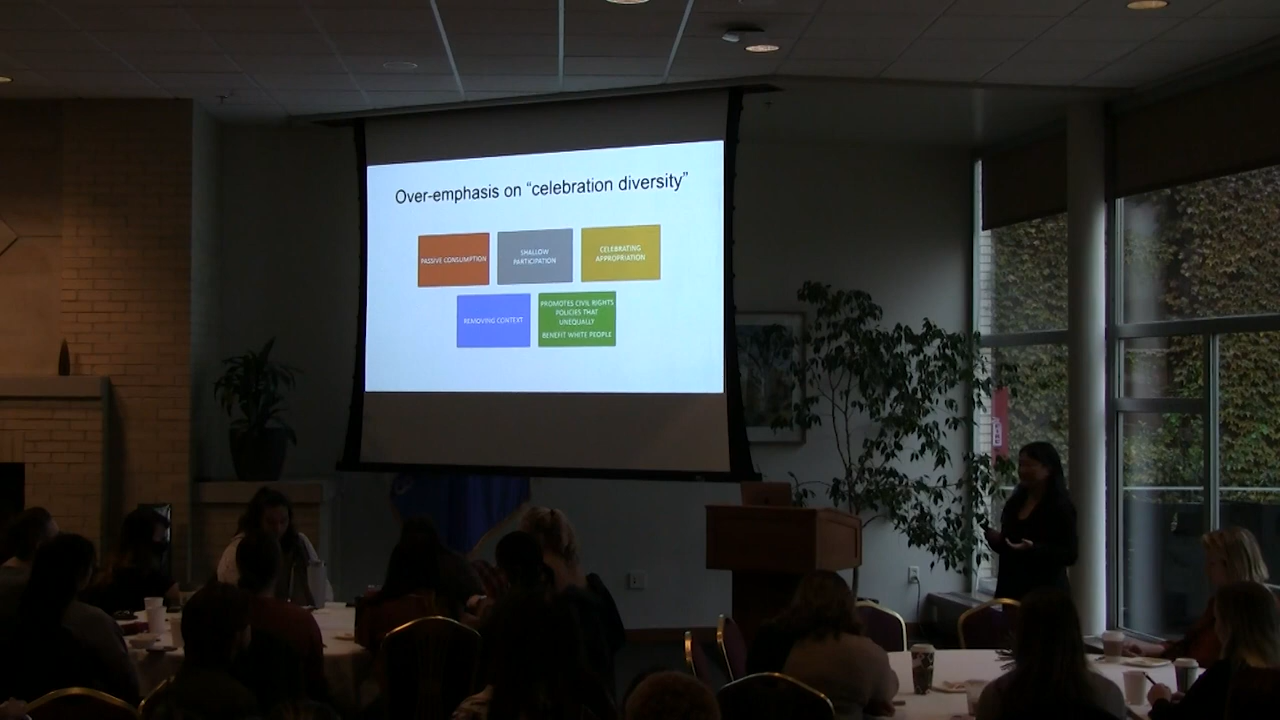 Over-emphasis on “celebration diversity”
PASSIVE CONSUMPTION
SHALLOW
PARTICIPATION
CELEBRATING
APPROPRIATION
REMOVING CONTEXT
PROMOTES CIVIL RIGHTS
POLICIES THAT
UNEQUALLY
BENEFIT WHITE PEOPLE